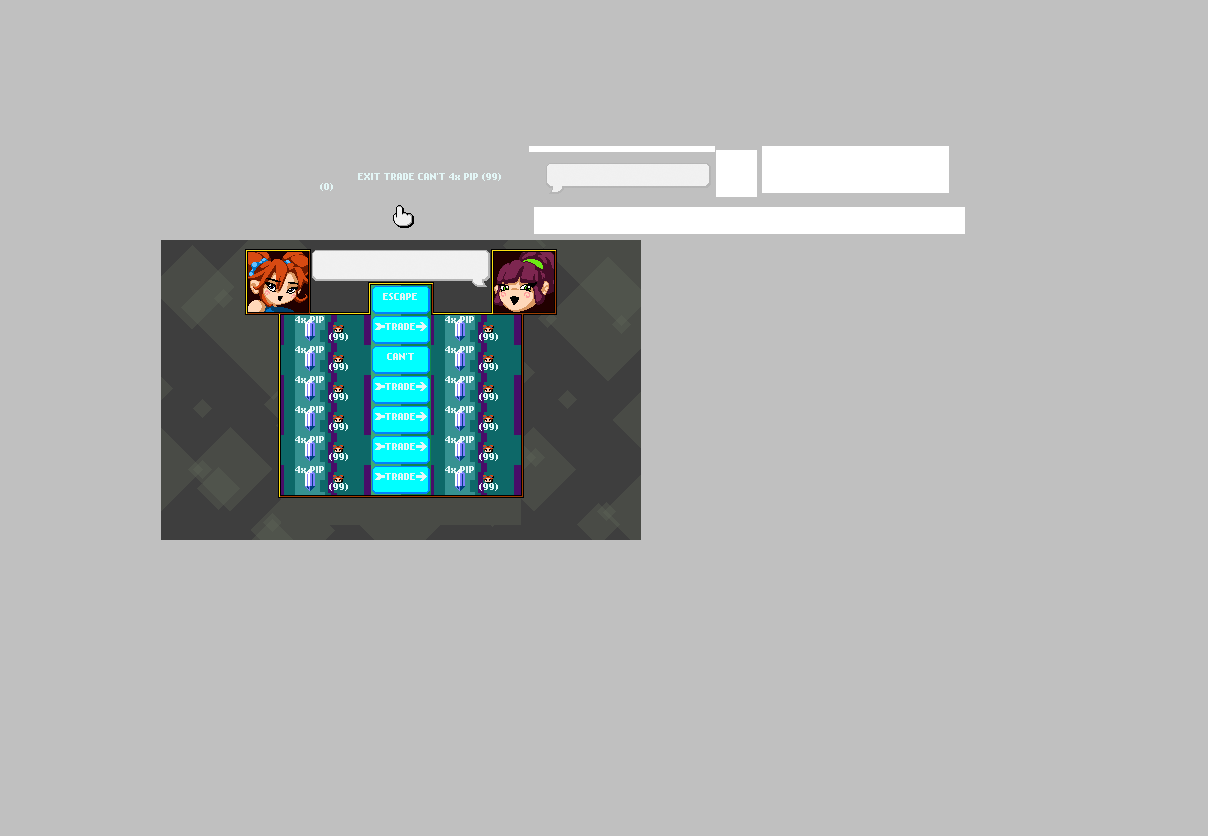 EXIT TRADE CAN'T 4x PIP (99)
(0)
ESCAPE
4x PIP (99) TRADE 4x PIP (99)
4x PIP (99) CAN'T 4x PIP (99)
4x PIP (99) TRADE 4x PIP (99)
4x PIP (99) TRADE 4x PIP (99)
4x PIP (99) TRADE 4x PIP (99)
4x PIP (99) TRADE 4x PIP (99)